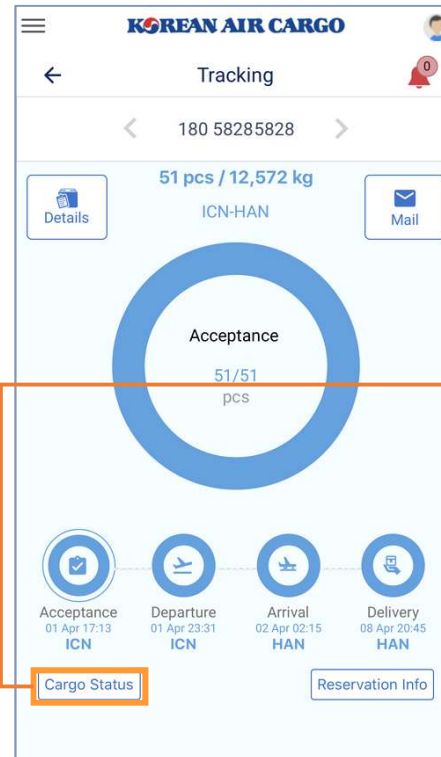 KOREAN AIR CARGO
Tracking
0
180 58285828
51 pcs / 12,572 kg
Details
ICN-HAN
Mail
Acceptance
51/51
pcs
Acceptance
01 Apr 17:13
ICN
Departure
01 Apr 23:31
ICN
Arrival
02 Apr 02:15
HAN
Delivery
08 Apr 20:45
HAN
Cargo Status
Reservation Info